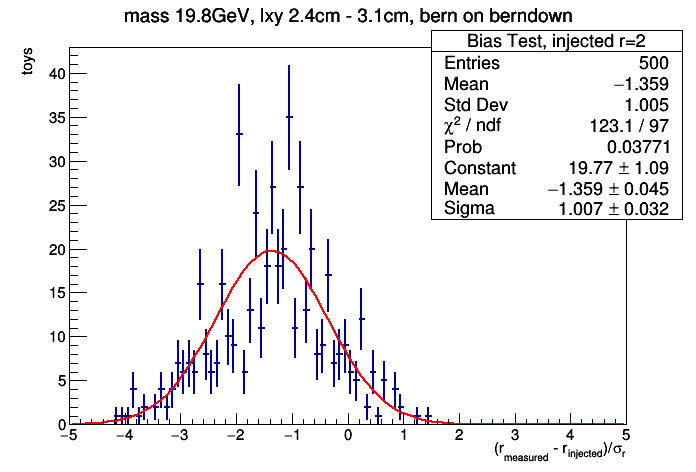 mass 19.8GeV, lxy 2.4cm - 3.1cm, bern on berndown
Bias Test, injected r=2
Entries 500
Mean −1.359
Std Dev 1.005
χ² / ndf 123.1 / 97
Prob 0.03771
Constant 19.77 ± 1.09
Mean −1.359 ± 0.045
Sigma 1.007 ± 0.032
toys
40
35
30
25
20
15
10
5
0
−5 −4 −3 −2 −1 0 1 2 3 4 5
(r_measured - r_injected)/σ_r